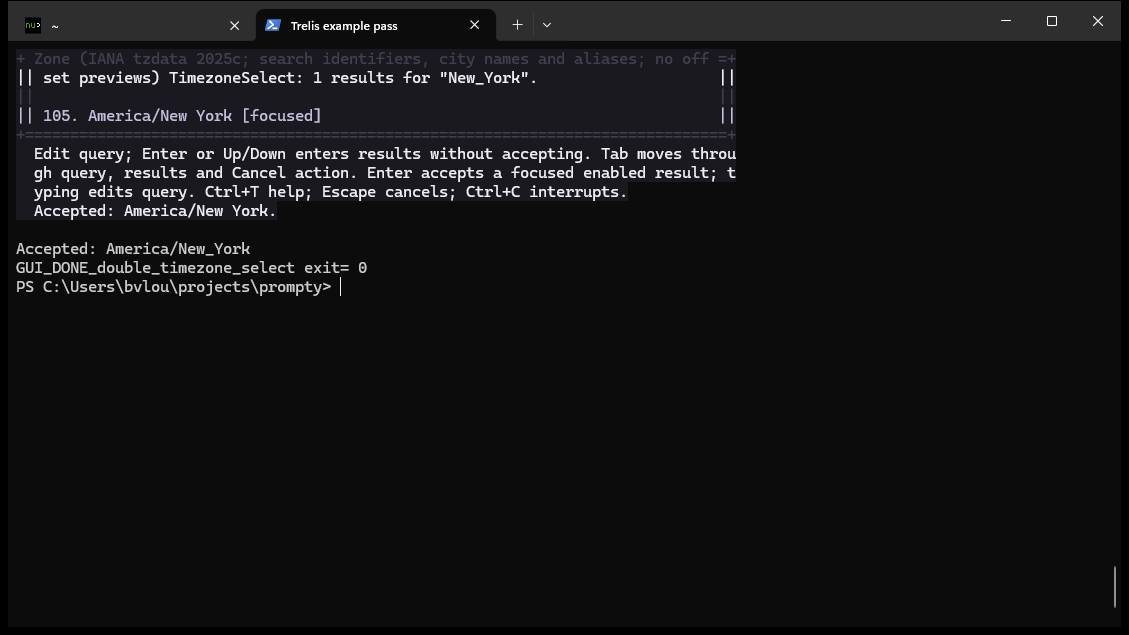 nu> ~
Trelis example pass
+ Zone (IANA tzdata 2025c; search identifiers, city names and aliases; no off =+
|| set previews) TimezoneSelect: 1 results for "New_York". ||
|| ||
|| 105. America/New York [focused] ||
+==============================================================================+
Edit query; Enter or Up/Down enters results without accepting. Tab moves throu
gh query, results and Cancel action. Enter accepts a focused enabled result; t
yping edits query. Ctrl+T help; Escape cancels; Ctrl+C interrupts.
Accepted: America/New York.
Accepted: America/New_York
GUI_DONE_double_timezone_select exit= 0
PS C:\Users\bvlou\projects\prompty>